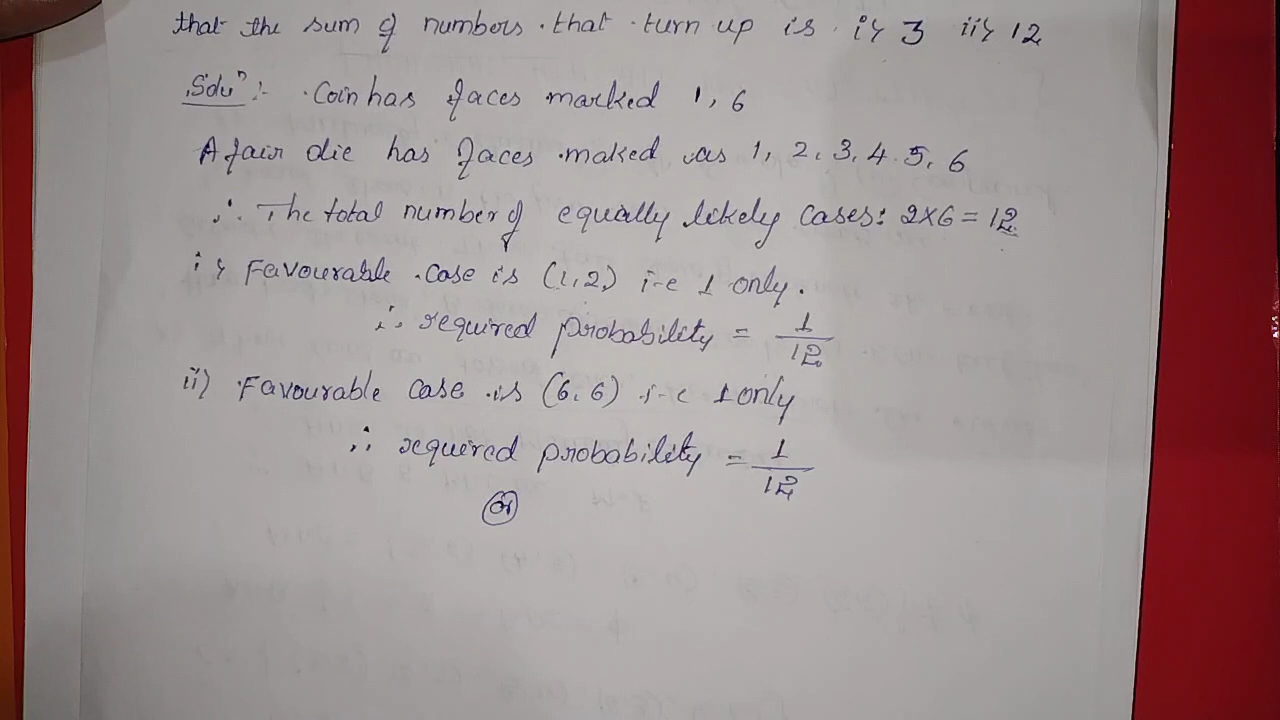 that the sum of numbers that turn up is i) 3 ii) 12
Soluⁿ :- Coin has faces marked 1, 6
A fair die has faces maked as 1, 2, 3, 4. 5, 6
∴ The total number of equally likely cases: 2×6 = 12
i) Favourable case is (1,2) i-e 1 only.
∴ required probability = 1/12
ii) Favourable case is (6,6) i-e 1 only
∴ required probability = 1/12
or